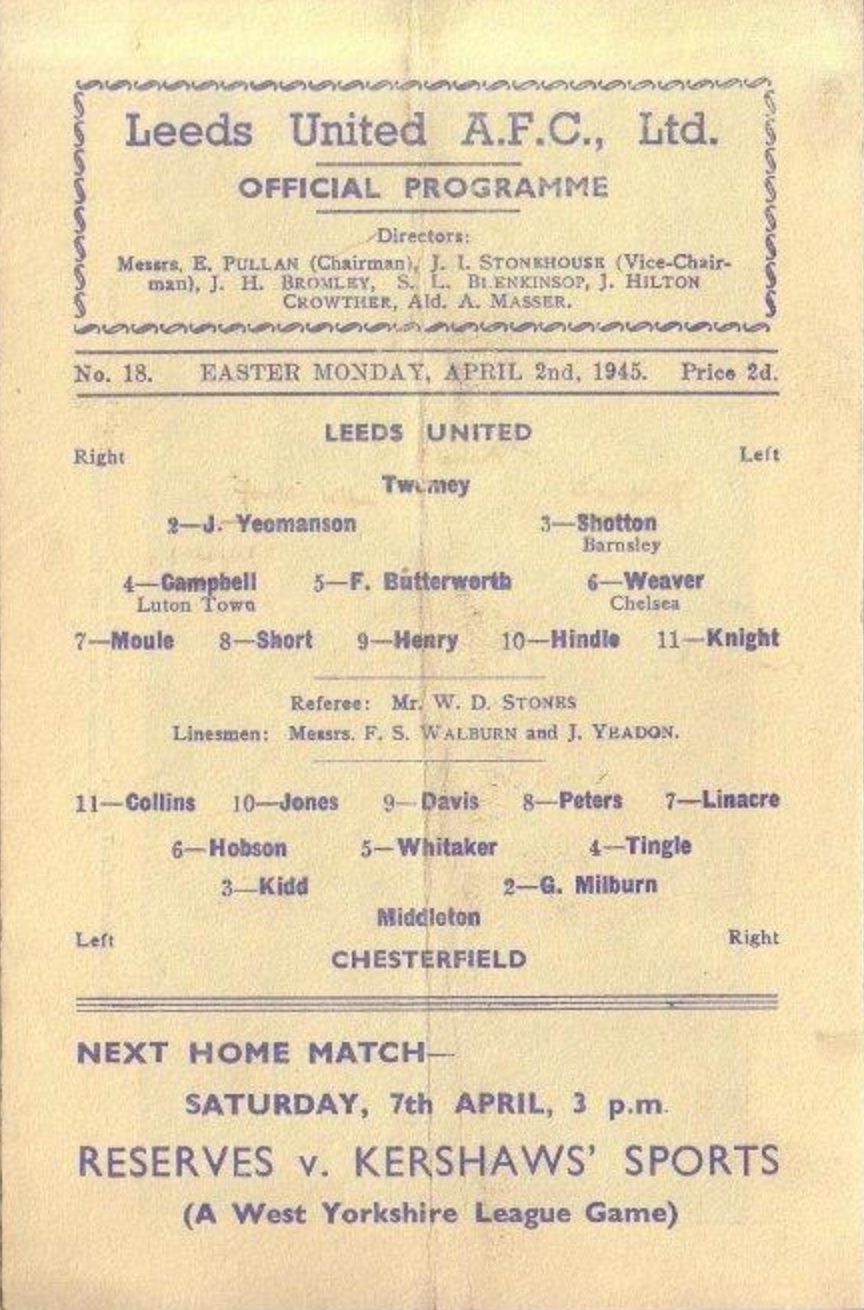 Leeds United A.F.C., Ltd.
OFFICIAL PROGRAMME
Directors:
Messrs. E. PULLAN (Chairman), J. I. STONEHOUSE (Vice-Chair-
man), J. H. BROMLEY, S. L. BLENKINSOP, J. HILTON
CROWTHER, Ald. A. MASSER.
No. 18. EASTER MONDAY, APRIL 2nd, 1945. Price 2d.
LEEDS UNITED
Right Left
Twomey
2—J. Yeomanson 3—Shotton
Barnsley
4—Campbell 5—F. Butterworth 6—Weaver
Luton Town Chelsea
7—Moule 8—Short 9—Henry 10—Hindle 11—Knight
Referee: Mr. W. D. STONES
Linesmen: Messrs. F. S. WALBURN and J. YEADON.
11—Collins 10—Jones 9—Davis 8—Peters 7—Linacre
6—Hobson 5—Whitaker 4—Tingle
3—Kidd 2—G. Milburn
Middleton
Left Right
CHESTERFIELD
NEXT HOME MATCH—
SATURDAY, 7th APRIL, 3 p.m.
RESERVES v. KERSHAWS' SPORTS
(A West Yorkshire League Game)